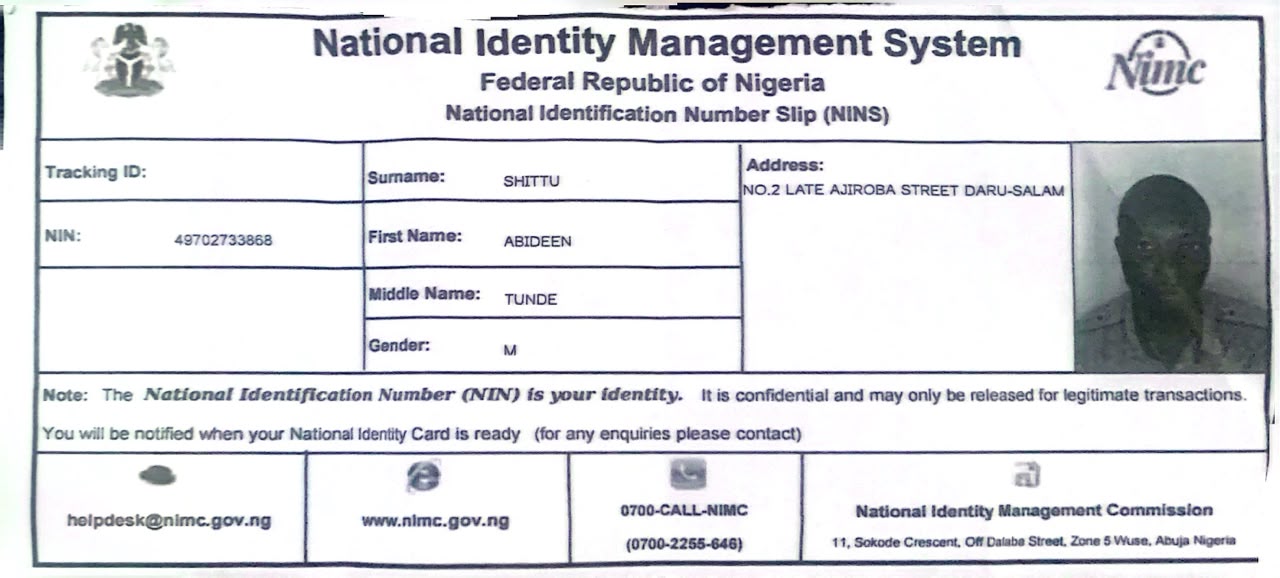 National Identity Management System
Federal Republic of Nigeria
National Identification Number Slip (NINS)
Nimc
Tracking ID:
NIN: 49702733868
Surname: SHITTU
First Name: ABIDEEN
Middle Name: TUNDE
Gender: M
Address:
NO.2 LATE AJIROBA STREET DARU-SALAM
Note: The National Identification Number (NIN) is your identity. It is confidential and may only be released for legitimate transactions.
You will be notified when your National Identity Card is ready (for any enquiries please contact)
helpdesk@nimc.gov.ng
www.nimc.gov.ng
0700-CALL-NIMC
(0700-2255-646)
National Identity Management Commission
11, Sokode Crescent, Off Dalaba Street, Zone 5 Wuse, Abuja Nigeria